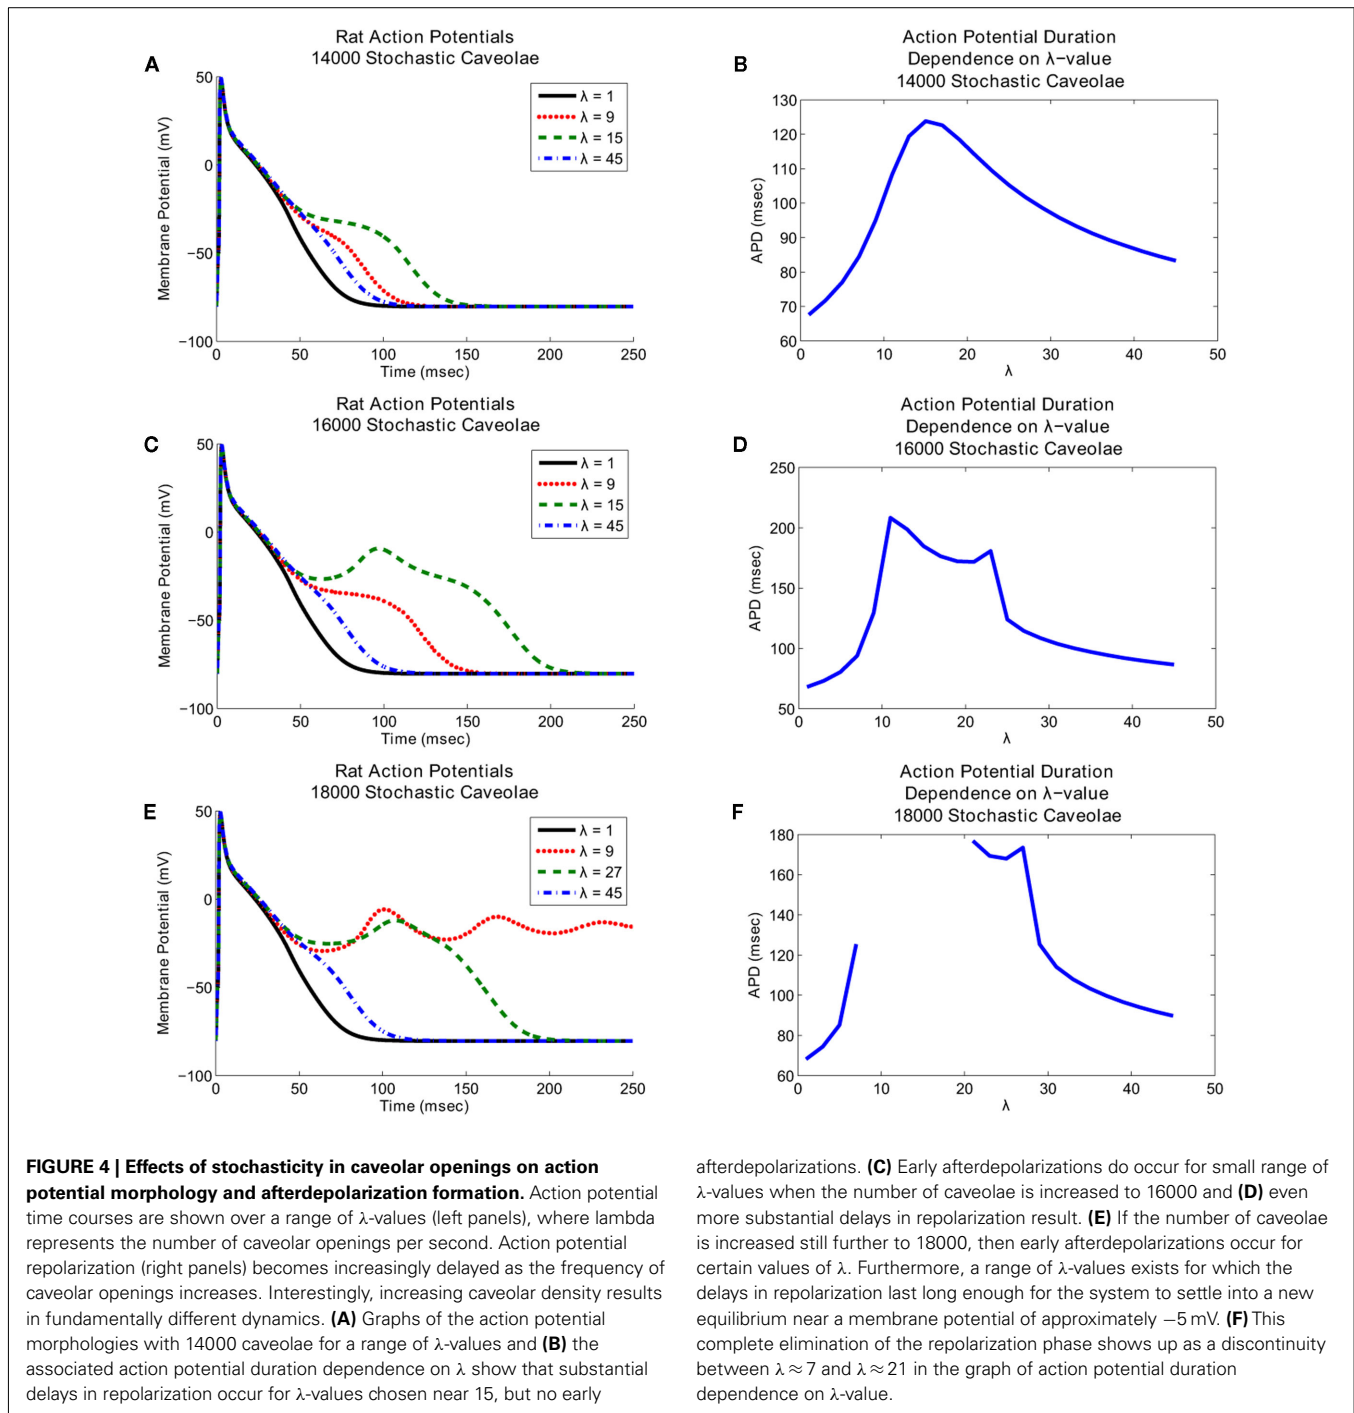 A
Rat Action Potentials
14000 Stochastic Caveolae
Membrane Potential (mV)
50
0
−50
−100
0 50 100 150 200 250
Time (msec)
λ = 1
λ = 9
λ = 15
λ = 45
B
Action Potential Duration
Dependence on λ−value
14000 Stochastic Caveolae
APD (msec)
130
120
110
100
90
80
70
60
0 10 20 30 40 50
λ
C
Rat Action Potentials
16000 Stochastic Caveolae
Membrane Potential (mV)
50
0
−50
−100
0 50 100 150 200 250
Time (msec)
λ = 1
λ = 9
λ = 15
λ = 45
D
Action Potential Duration
Dependence on λ−value
16000 Stochastic Caveolae
APD (msec)
250
200
150
100
50
0 10 20 30 40 50
λ
E
Rat Action Potentials
18000 Stochastic Caveolae
Membrane Potential (mV)
50
0
−50
−100
0 50 100 150 200 250
Time (msec)
λ = 1
λ = 9
λ = 27
λ = 45
F
Action Potential Duration
Dependence on λ−value
18000 Stochastic Caveolae
APD (msec)
180
160
140
120
100
80
60
0 10 20 30 40 50
λ
FIGURE 4 | Effects of stochasticity in caveolar openings on action
potential morphology and afterdepolarization formation. Action potential
time courses are shown over a range of λ-values (left panels), where lambda
represents the number of caveolar openings per second. Action potential
repolarization (right panels) becomes increasingly delayed as the frequency of
caveolar openings increases. Interestingly, increasing caveolar density results
in fundamentally different dynamics. (A) Graphs of the action potential
morphologies with 14000 caveolae for a range of λ-values and (B) the
associated action potential duration dependence on λ show that substantial
delays in repolarization occur for λ-values chosen near 15, but no early
afterdepolarizations. (C) Early afterdepolarizations do occur for small range of
λ-values when the number of caveolae is increased to 16000 and (D) even
more substantial delays in repolarization result. (E) If the number of caveolae
is increased still further to 18000, then early afterdepolarizations occur for
certain values of λ. Furthermore, a range of λ-values exists for which the
delays in repolarization last long enough for the system to settle into a new
equilibrium near a membrane potential of approximately −5 mV. (F) This
complete elimination of the repolarization phase shows up as a discontinuity
between λ ≈ 7 and λ ≈ 21 in the graph of action potential duration
dependence on λ-value.